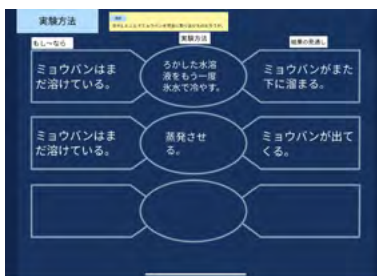 実験方法
もし〜なら
実験方法
結果の見通し
ミョウバンはま
だ溶けている。
ろかした水溶
液をもう一度
氷水で冷やす。
ミョウバンがまた
下に溜まる。
ミョウバンはま
だ溶けている。
蒸発させ
る。
ミョウバンが出て
くる。